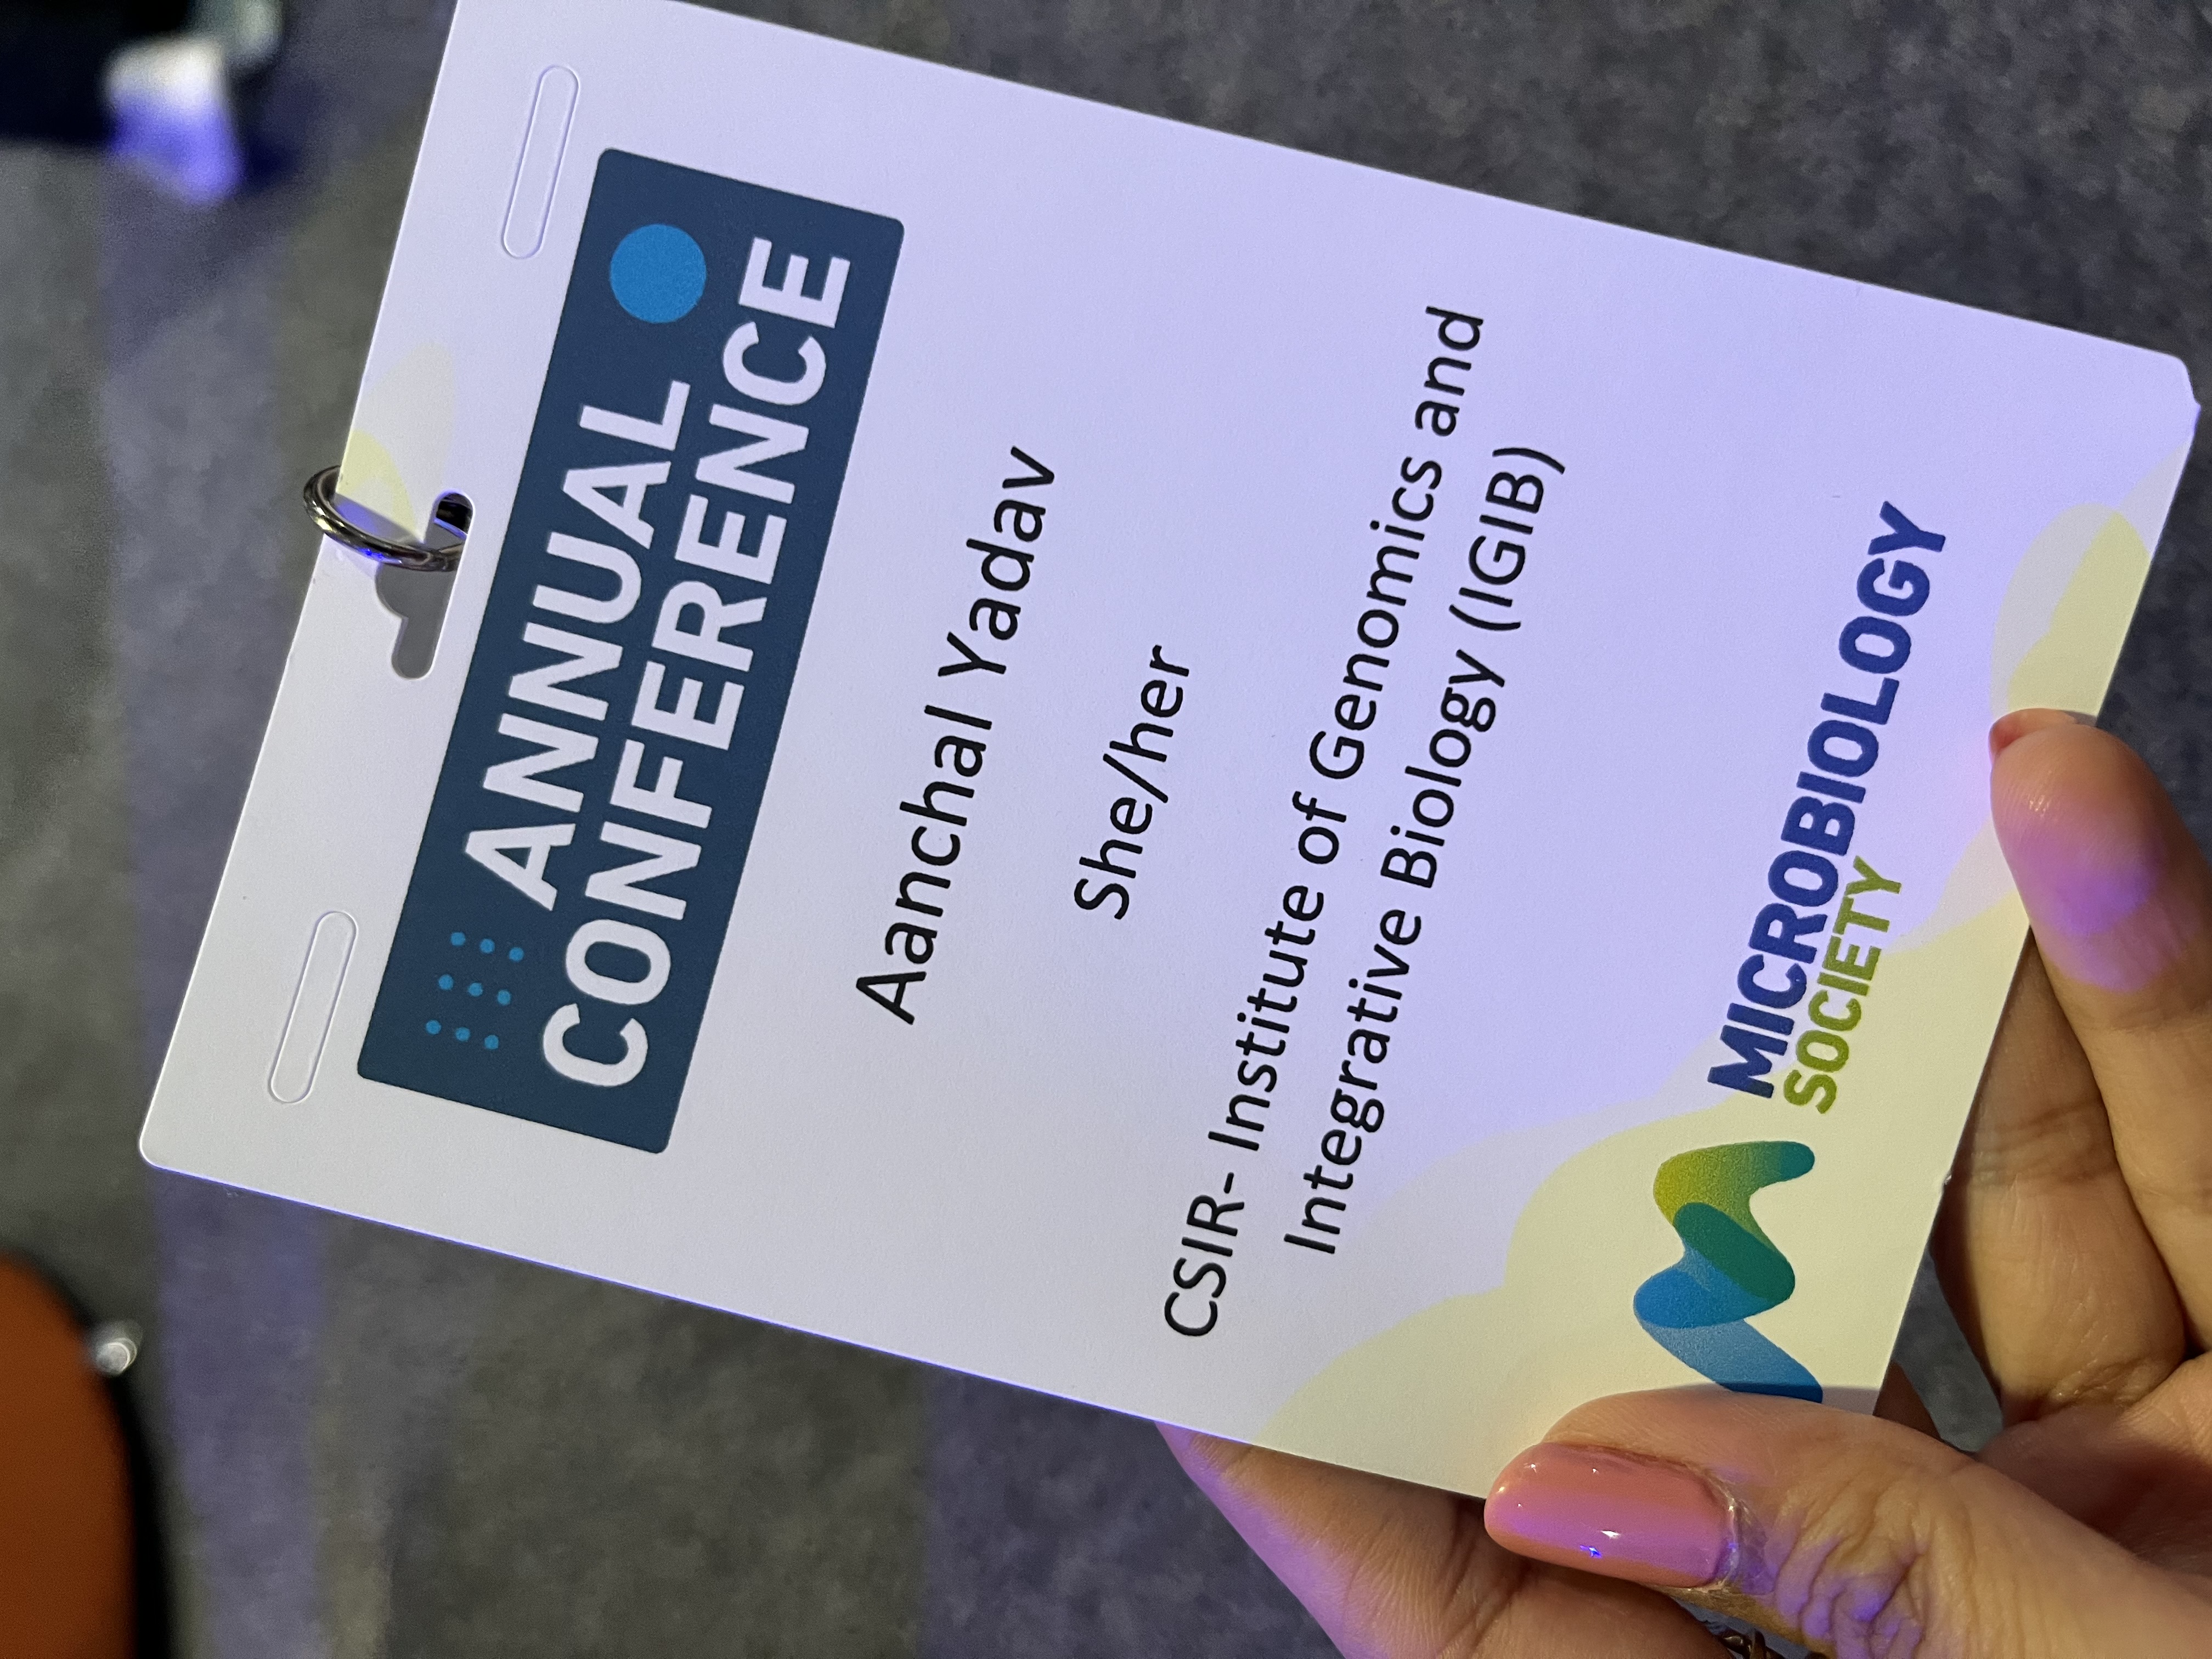 ANNUAL
CONFERENCE
Aanchal Yadav
She/her
CSIR- Institute of Genomics and
Integrative Biology (IGIB)
MICROBIOLOGY
SOCIETY